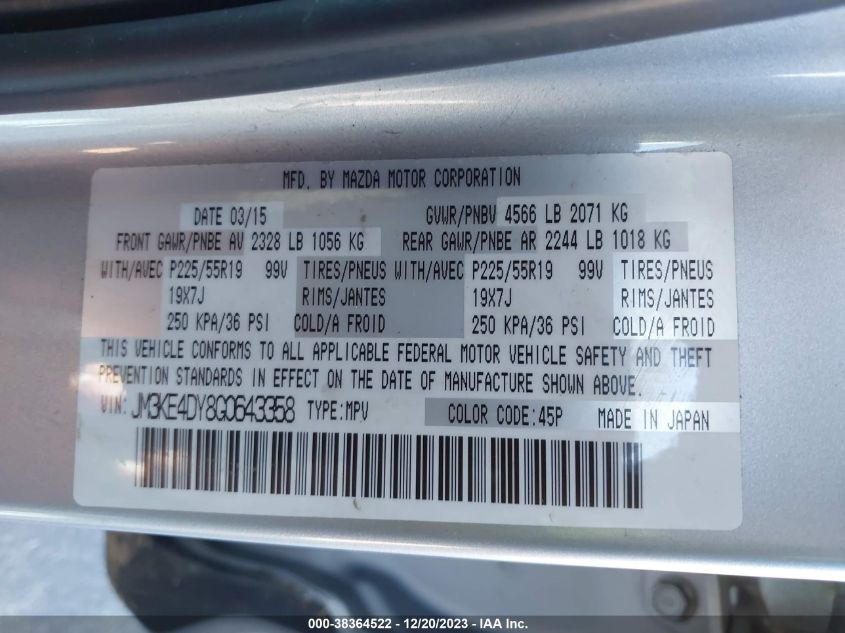 MFD. BY MAZDA MOTOR CORPORATION
DATE 03/15 GVWR/PNBV 4566 LB 2071 KG
FRONT GAWR/PNBE AV 2328 LB 1056 KG REAR GAWR/PNBE AR 2244 LB 1018 KG
WITH/AVEC P225/55R19 99V TIRES/PNEUS WITH/AVEC P225/55R19 99V TIRES/PNEUS
19X7J RIMS/JANTES 19X7J RIMS/JANTES
250 KPA/36 PSI COLD/A FROID 250 KPA/36 PSI COLD/A FROID
THIS VEHICLE CONFORMS TO ALL APPLICABLE FEDERAL MOTOR VEHICLE SAFETY AND THEFT
PREVENTION STANDARDS IN EFFECT ON THE DATE OF MANUFACTURE SHOWN ABOVE.
VIN: JM3KE4DY8G0643358 TYPE:MPV COLOR CODE:45P MADE IN JAPAN
000-38364522 - 12/20/2023 - IAA Inc.